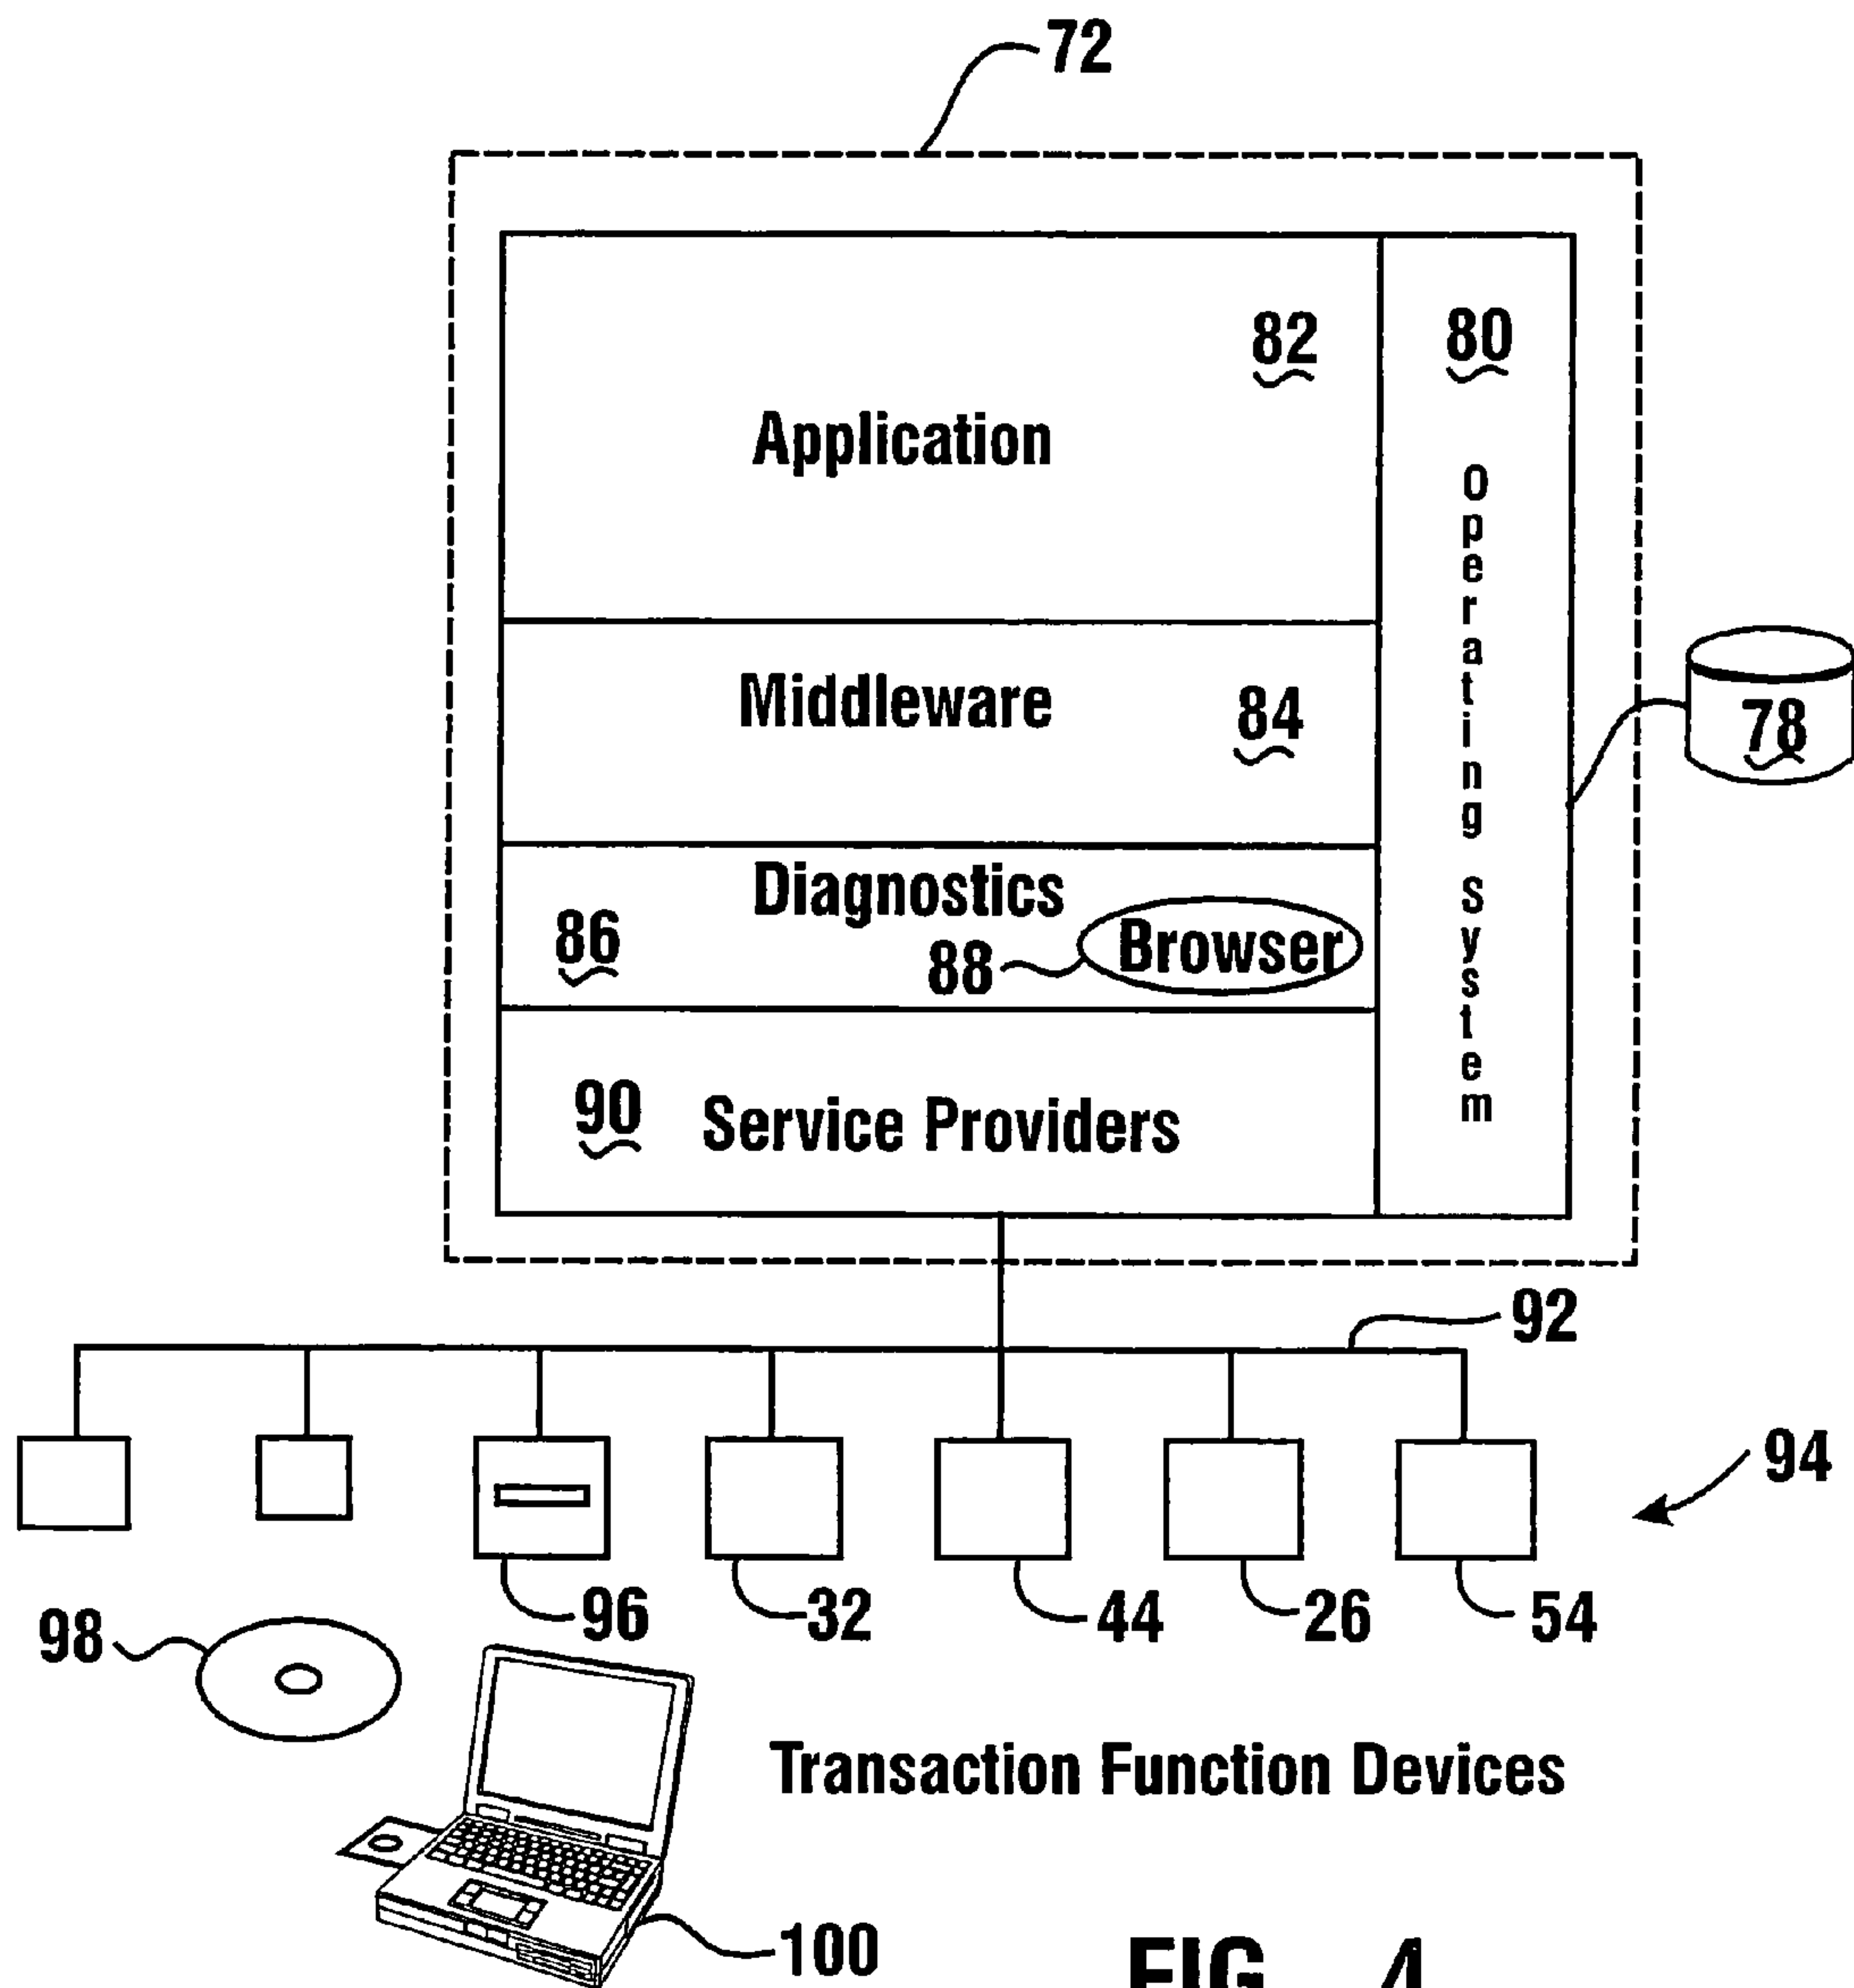 72
82
80
Application
Operating System
Middleware
84
78
Diagnostics
86
88
Browser
90
Service Providers
92
94
96
32
44
26
54
98
Transaction Function Devices
100
FIG. 4